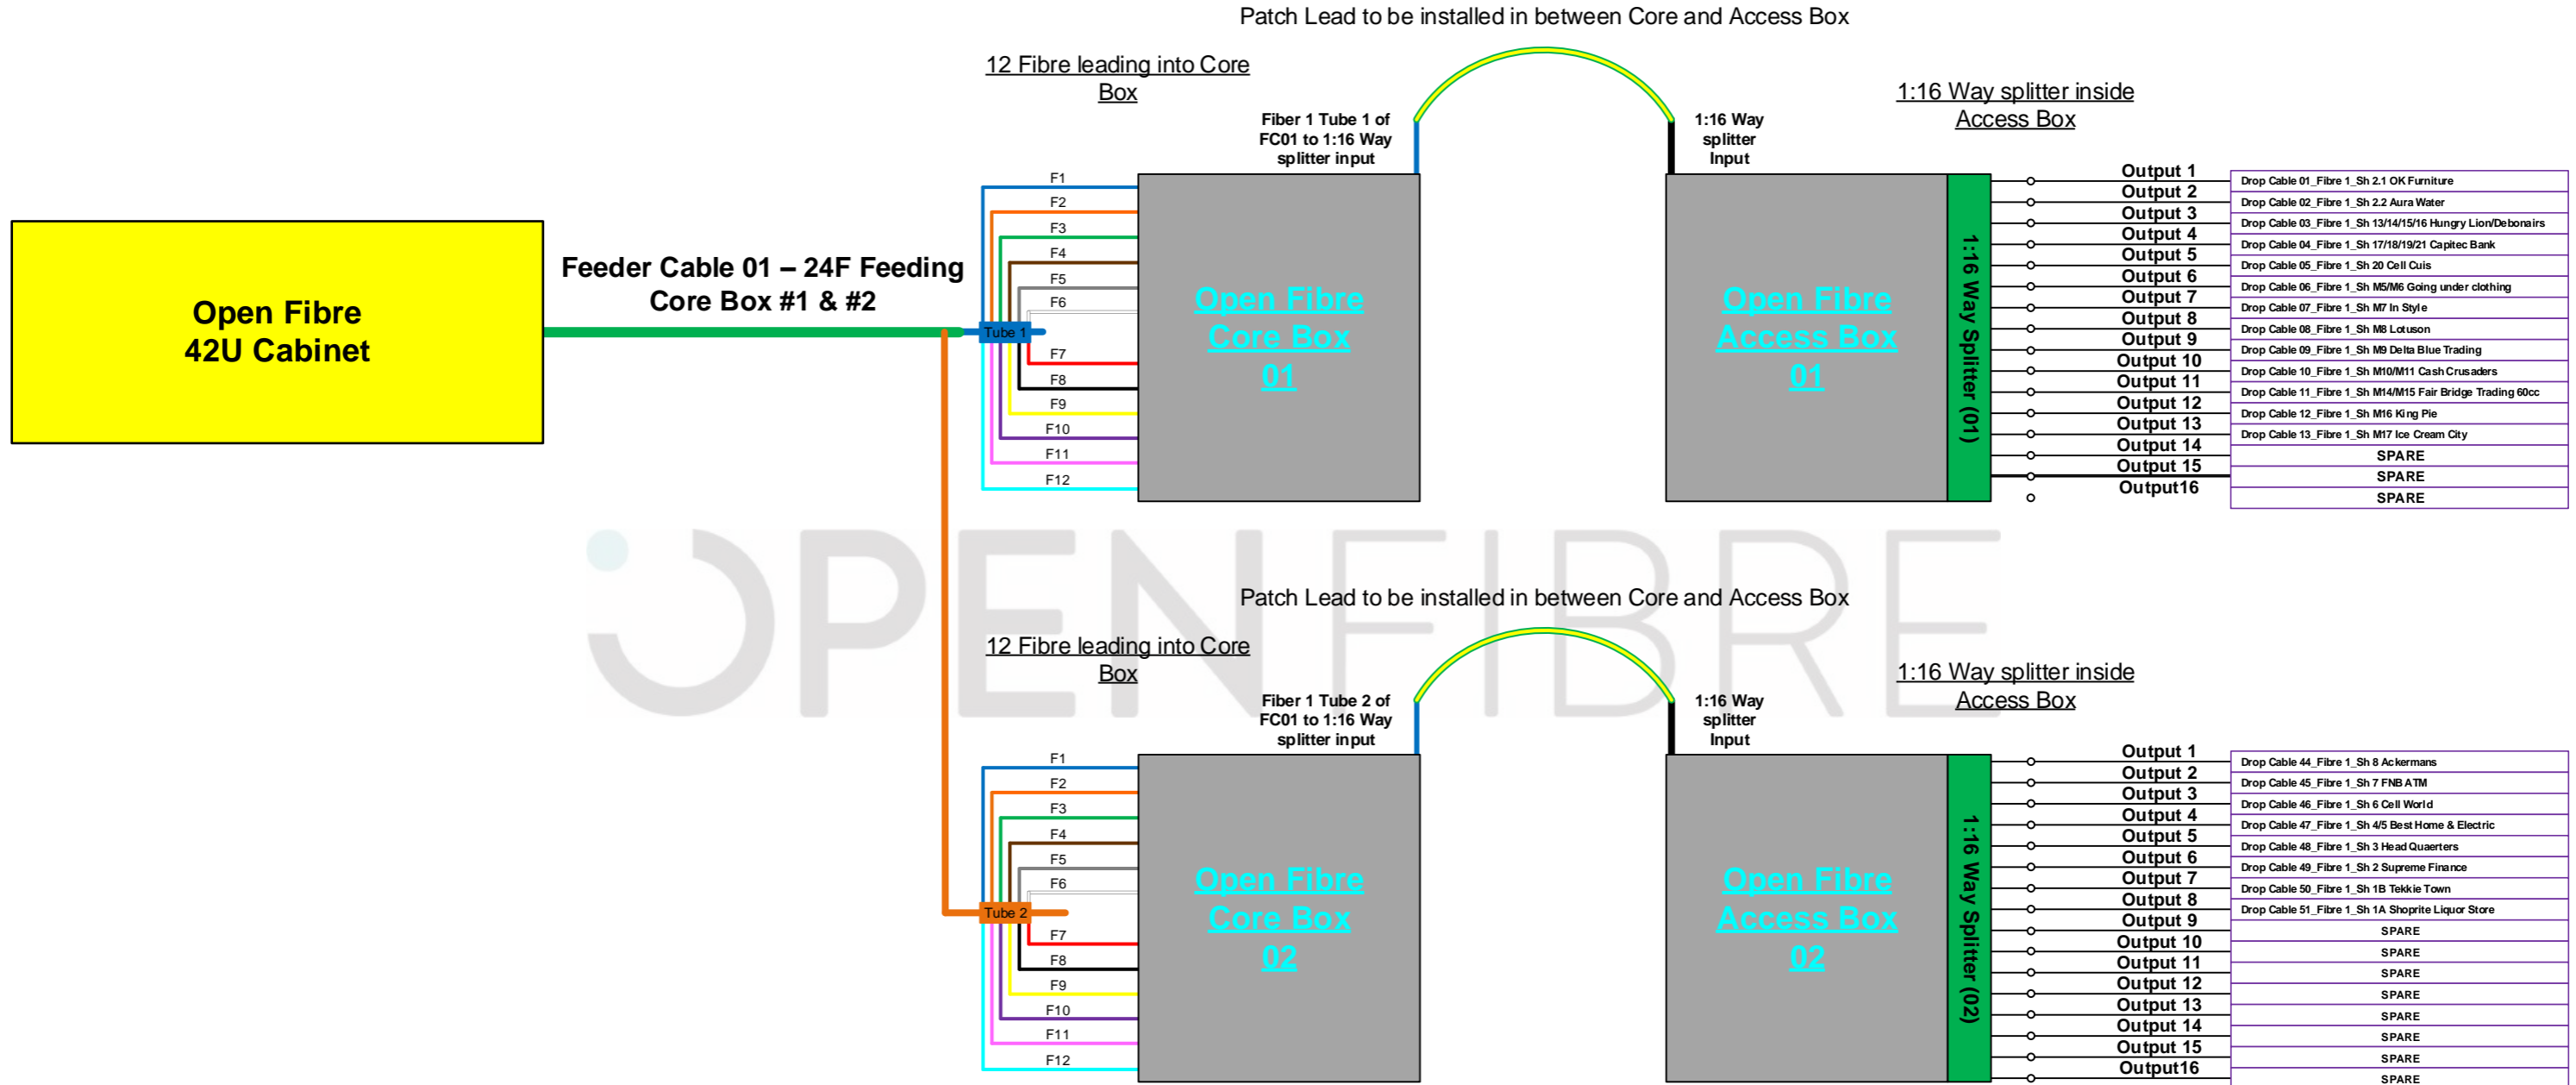 Patch Lead to be installed in between Core and Access Box
12 Fibre leading into Core
Box
Fiber 1 Tube 1 of
FC01 to 1:16 Way
splitter input
1:16 Way
splitter
Input
1:16 Way splitter inside
Access Box
Open Fibre
42U Cabinet
Feeder Cable 01 – 24F Feeding
Core Box #1 & #2
Tube 1
F1
F2
F3
F4
F5
F6
F7
F8
F9
F10
F11
F12
Open Fibre
Core Box
01
Open Fibre
Access Box
01
1:16 Way Splitter (01)
Output 1 Drop Cable 01_Fibre 1_Sh 2.1 OK Furniture
Output 2 Drop Cable 02_Fibre 1_Sh 2.2 Aura Water
Output 3 Drop Cable 03_Fibre 1_Sh 13/14/15/16 Hungry Lion/Debonairs
Output 4 Drop Cable 04_Fibre 1_Sh 17/18/19/21 Capitec Bank
Output 5 Drop Cable 05_Fibre 1_Sh 20 Cell Cuis
Output 6 Drop Cable 06_Fibre 1_Sh M5/M6 Going under clothing
Output 7 Drop Cable 07_Fibre 1_Sh M7 In Style
Output 8 Drop Cable 08_Fibre 1_Sh M8 Lotuson
Output 9 Drop Cable 09_Fibre 1_Sh M9 Delta Blue Trading
Output 10 Drop Cable 10_Fibre 1_Sh M10/M11 Cash Crusaders
Output 11 Drop Cable 11_Fibre 1_Sh M14/M15 Fair Bridge Trading 60cc
Output 12 Drop Cable 12_Fibre 1_Sh M16 King Pie
Output 13 Drop Cable 13_Fibre 1_Sh M17 Ice Cream City
Output 14 SPARE
Output 15 SPARE
Output16 SPARE
OPENFIBRE
Patch Lead to be installed in between Core and Access Box
12 Fibre leading into Core
Box
Fiber 1 Tube 2 of
FC01 to 1:16 Way
splitter input
1:16 Way
splitter
Input
1:16 Way splitter inside
Access Box
Tube 2
F1
F2
F3
F4
F5
F6
F7
F8
F9
F10
F11
F12
Open Fibre
Core Box
02
Open Fibre
Access Box
02
1:16 Way Splitter (02)
Output 1 Drop Cable 44_Fibre 1_Sh 8 Ackermans
Output 2 Drop Cable 45_Fibre 1_Sh 7 FNB ATM
Output 3 Drop Cable 46_Fibre 1_Sh 6 Cell World
Output 4 Drop Cable 47_Fibre 1_Sh 4/5 Best Home & Electric
Output 5 Drop Cable 48_Fibre 1_Sh 3 Head Quaerters
Output 6 Drop Cable 49_Fibre 1_Sh 2 Supreme Finance
Output 7 Drop Cable 50_Fibre 1_Sh 1B Tekkie Town
Output 8 Drop Cable 51_Fibre 1_Sh 1A Shoprite Liquor Store
Output 9 SPARE
Output 10 SPARE
Output 11 SPARE
Output 12 SPARE
Output 13 SPARE
Output 14 SPARE
Output 15 SPARE
Output16 SPARE